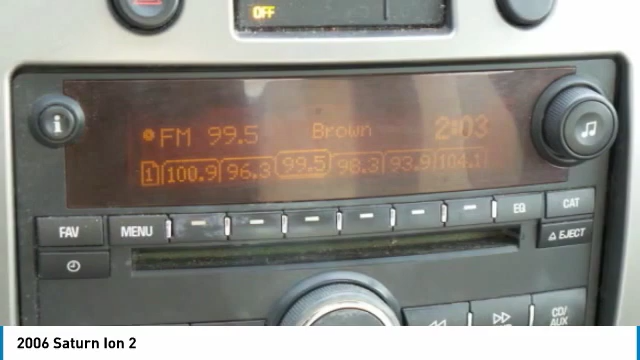 OFF
i
FM 99.5 Brown 2:03
1 100.9 96.3 99.5 98.3 93.9 104.1
FAV MENU EQ CAT
EJECT
CD/
AUX
2006 Saturn Ion 2